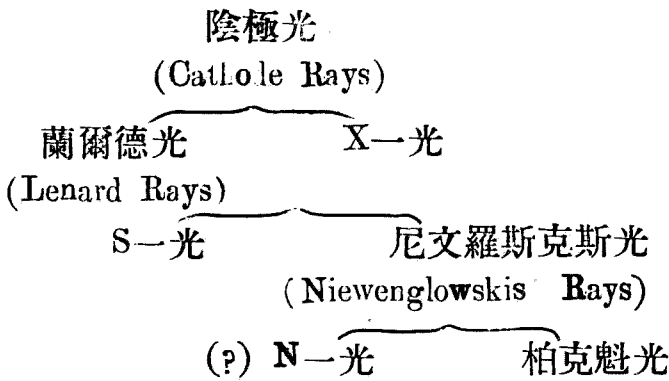 陰極光
(Cathole Rays)
蘭爾德光 X一光
(Lenard Rays)
S一光 尼文羅斯克斯光
(Niewenglowskis Rays)
(?) N一光 柏克魁光